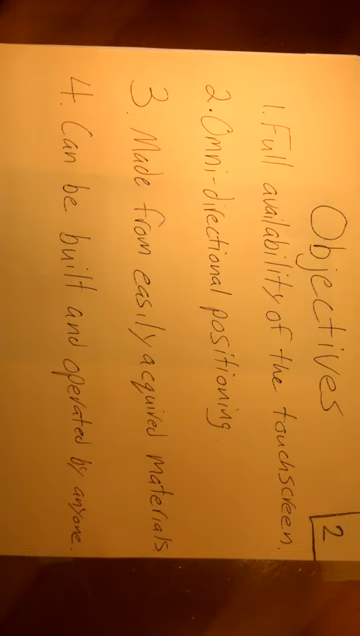 2
Objectives
1. Full availability of the touchscreen.
2. Omni-directional positioning
3. Made from easily acquired materials
4. Can be built and operated by anyone.